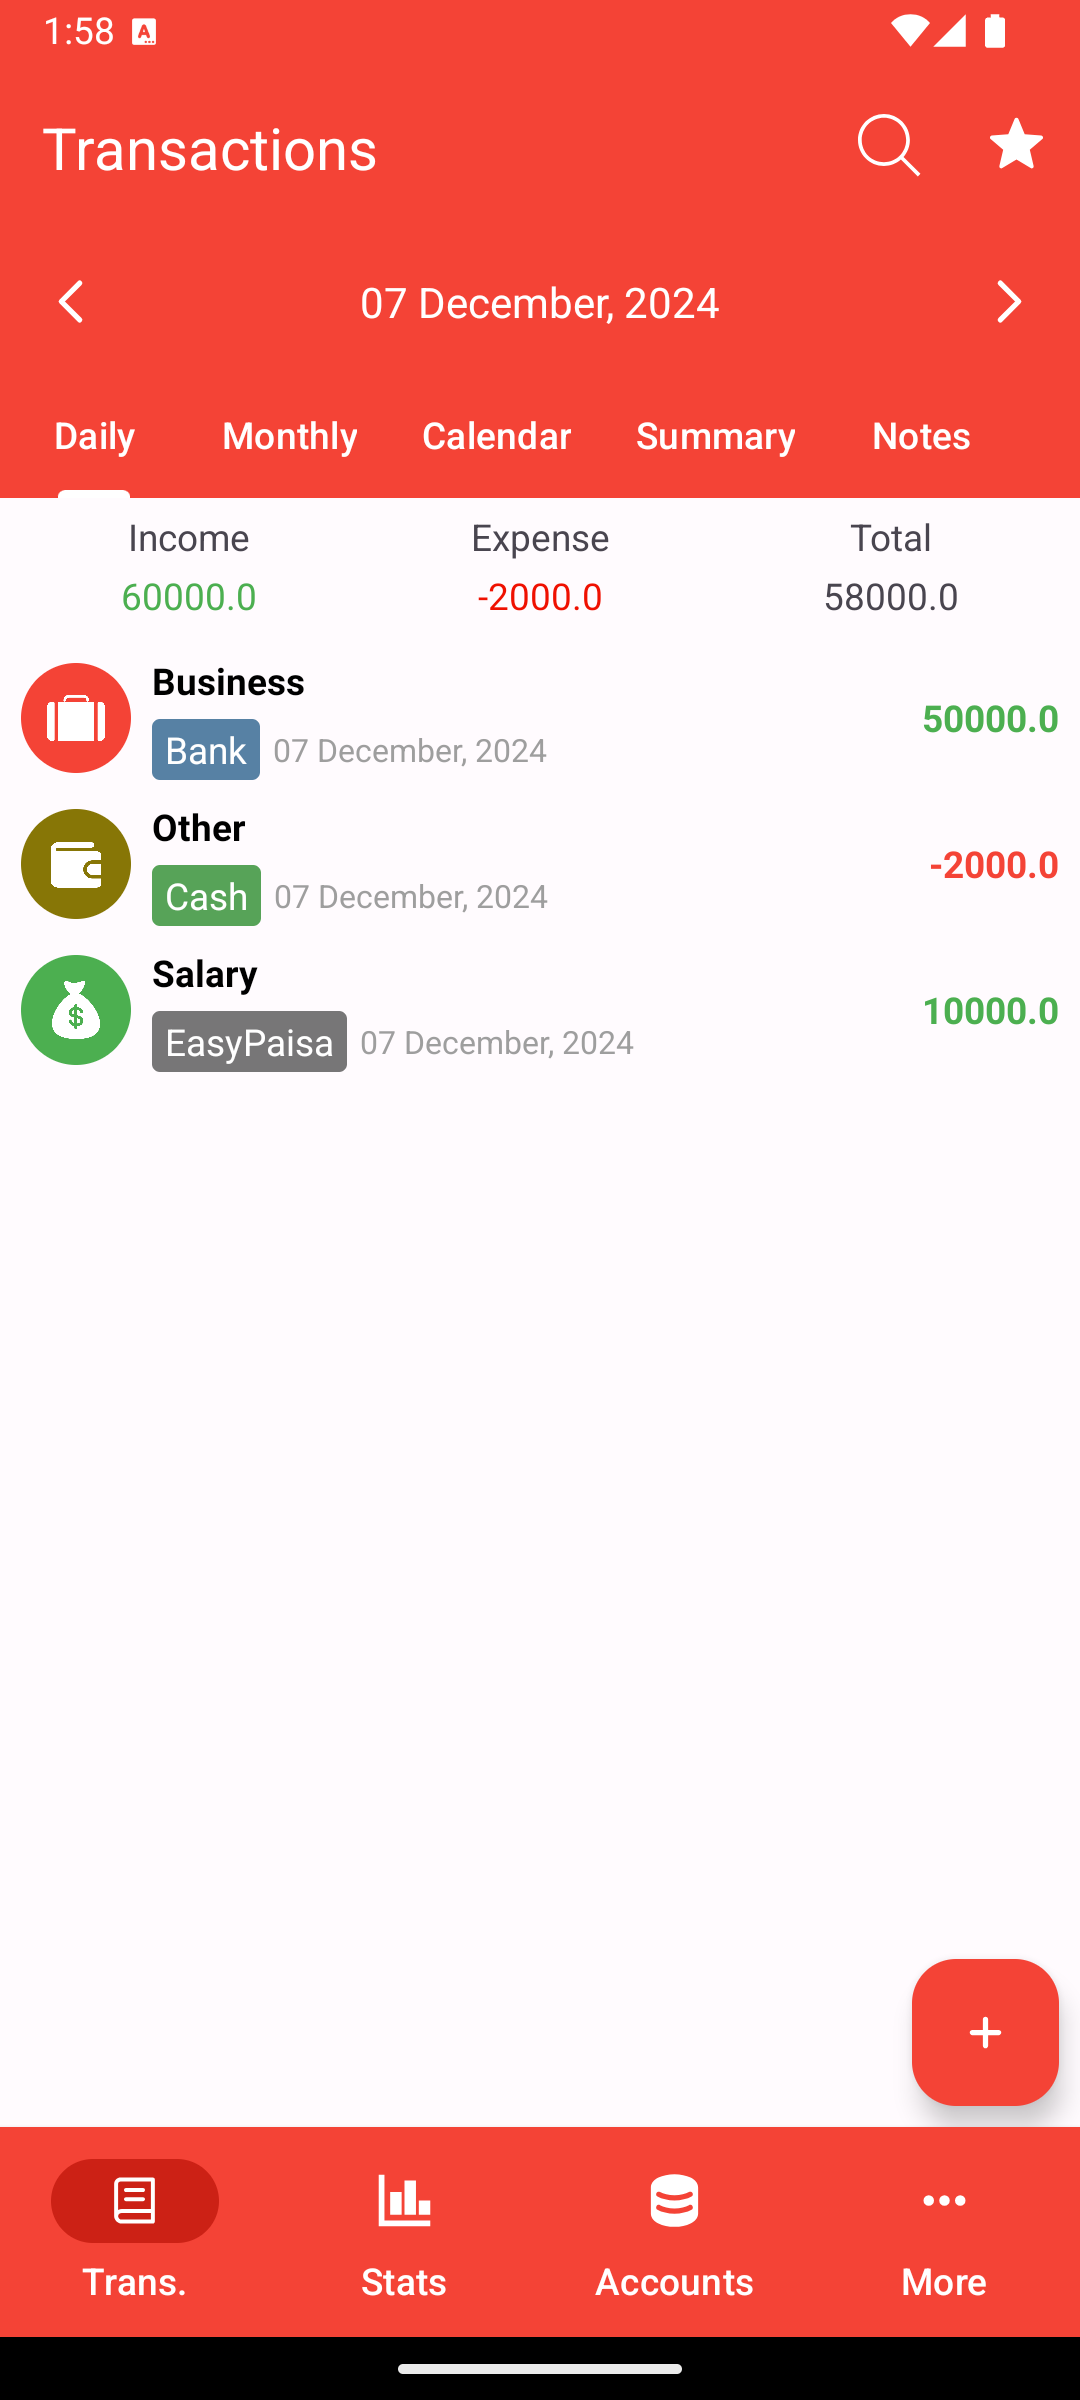 1:58
Transactions
07 December, 2024
Daily Monthly Calendar Summary Notes
Income Expense Total
60000.0 -2000.0 58000.0
Business
50000.0
Bank 07 December, 2024
Other
-2000.0
Cash 07 December, 2024
Salary
10000.0
EasyPaisa 07 December, 2024
Trans. Stats Accounts More